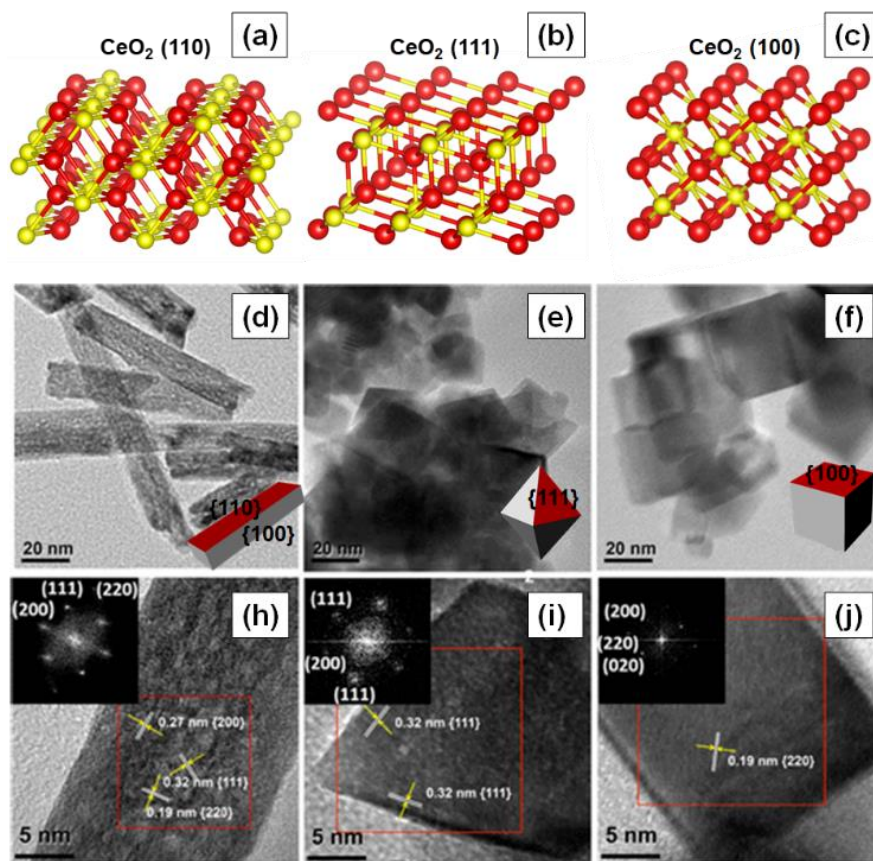 CeO₂ (110)
(a)
CeO₂ (111)
(b)
CeO₂ (100)
(c)
(d)
{110}
{100}
20 nm
(e)
{111}
20 nm
(f)
{100}
20 nm
(h)
(111)
(220)
(200)
0.27 nm {200}
0.32 nm {111}
0.19 nm {220}
5 nm
(i)
(111)
(200)
(111)
0.32 nm {111}
0.32 nm {111}
5 nm
(j)
(200)
(220)
(020)
0.19 nm {220}
5 nm